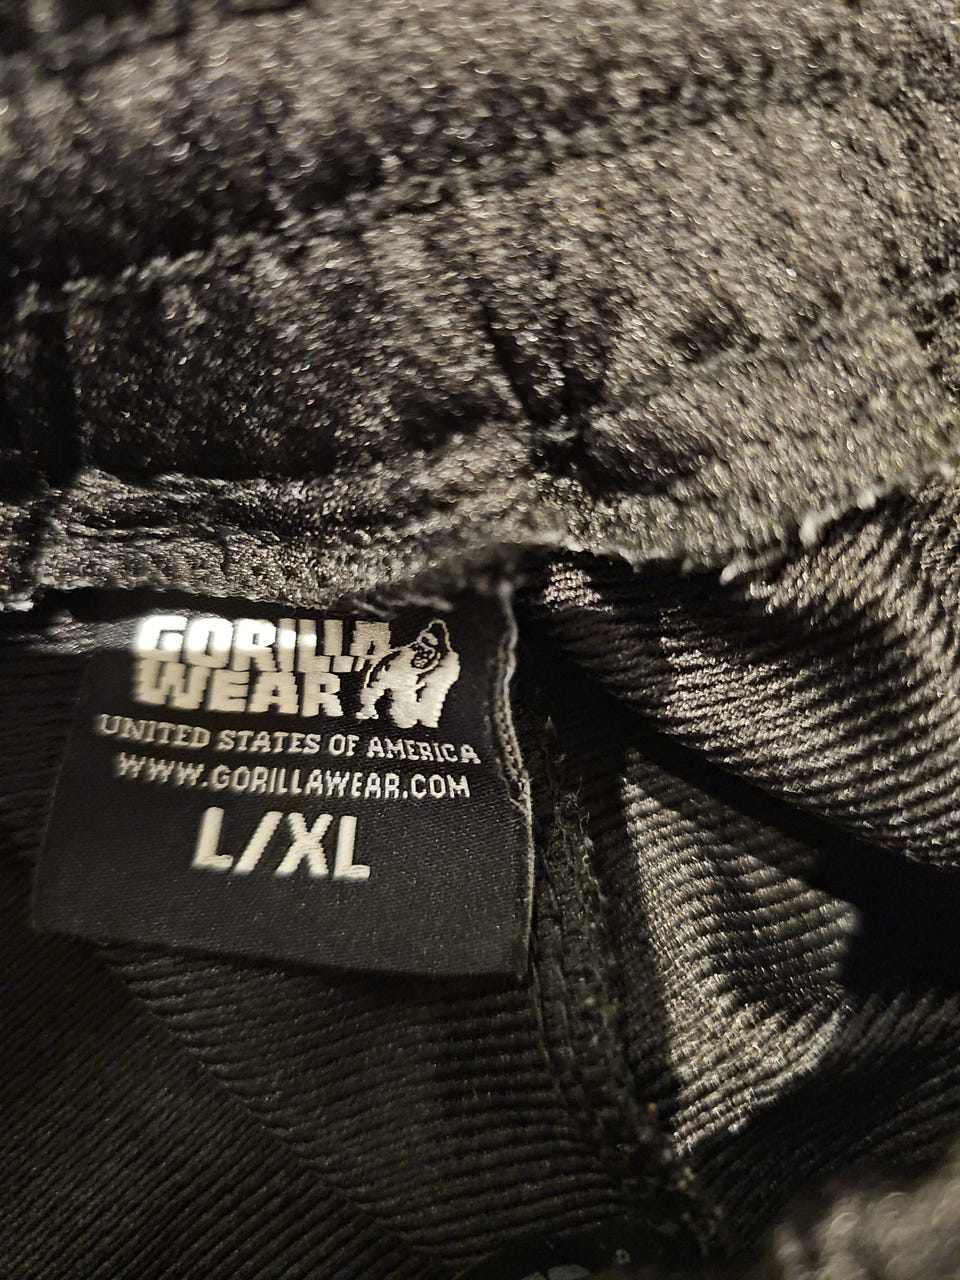 GORILLA
WEAR
UNITED STATES OF AMERICA
WWW.GORILLAWEAR.COM
L/XL